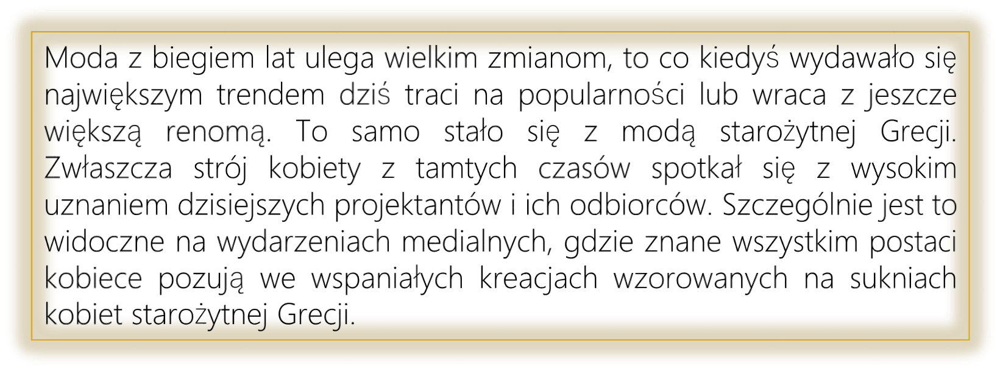 Moda z biegiem lat ulega wielkim zmianom, to co kiedyś wydawało się
największym trendem dziś traci na popularności lub wraca z jeszcze
większą renomą. To samo stało się z modą starożytnej Grecji.
Zwłaszcza strój kobiety z tamtych czasów spotkał się z wysokim
uznaniem dzisiejszych projektantów i ich odbiorców. Szczególnie jest to
widoczne na wydarzeniach medialnych, gdzie znane wszystkim postaci
kobiece pozują we wspaniałych kreacjach wzorowanych na sukniach
kobiet starożytnej Grecji.